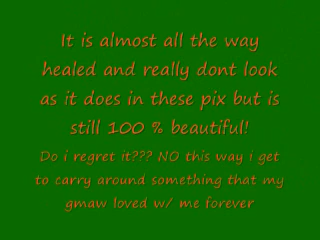 It is almost all the way
healed and really dont look
as it does in these pix but is
still 100 % beautiful!
Do i regret it??? NO this way i get
to carry around something that my
gmaw loved w/ me forever